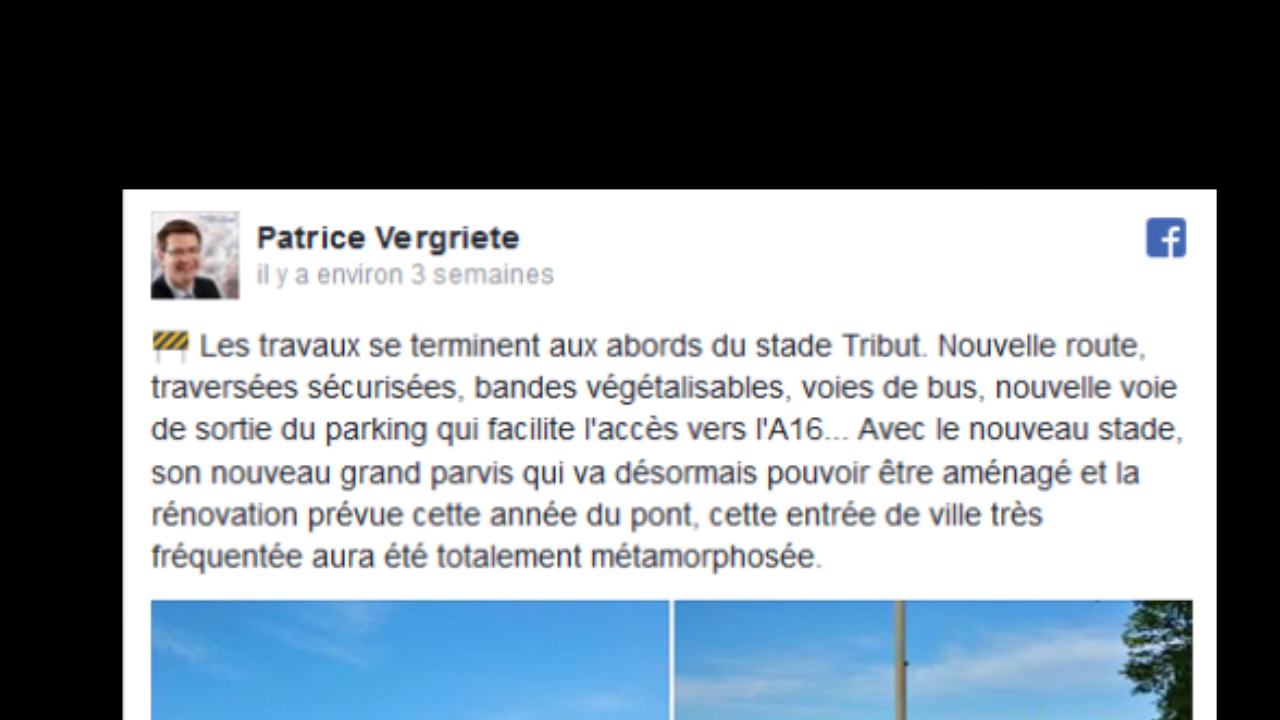 Patrice Vergriete
il y a environ 3 semaines
🚧 Les travaux se terminent aux abords du stade Tribut. Nouvelle route,
traversées sécurisées, bandes végétalisables, voies de bus, nouvelle voie
de sortie du parking qui facilite l'accès vers l'A16... Avec le nouveau stade,
son nouveau grand parvis qui va désormais pouvoir être aménagé et la
rénovation prévue cette année du pont, cette entrée de ville très
fréquentée aura été totalement métamorphosée.